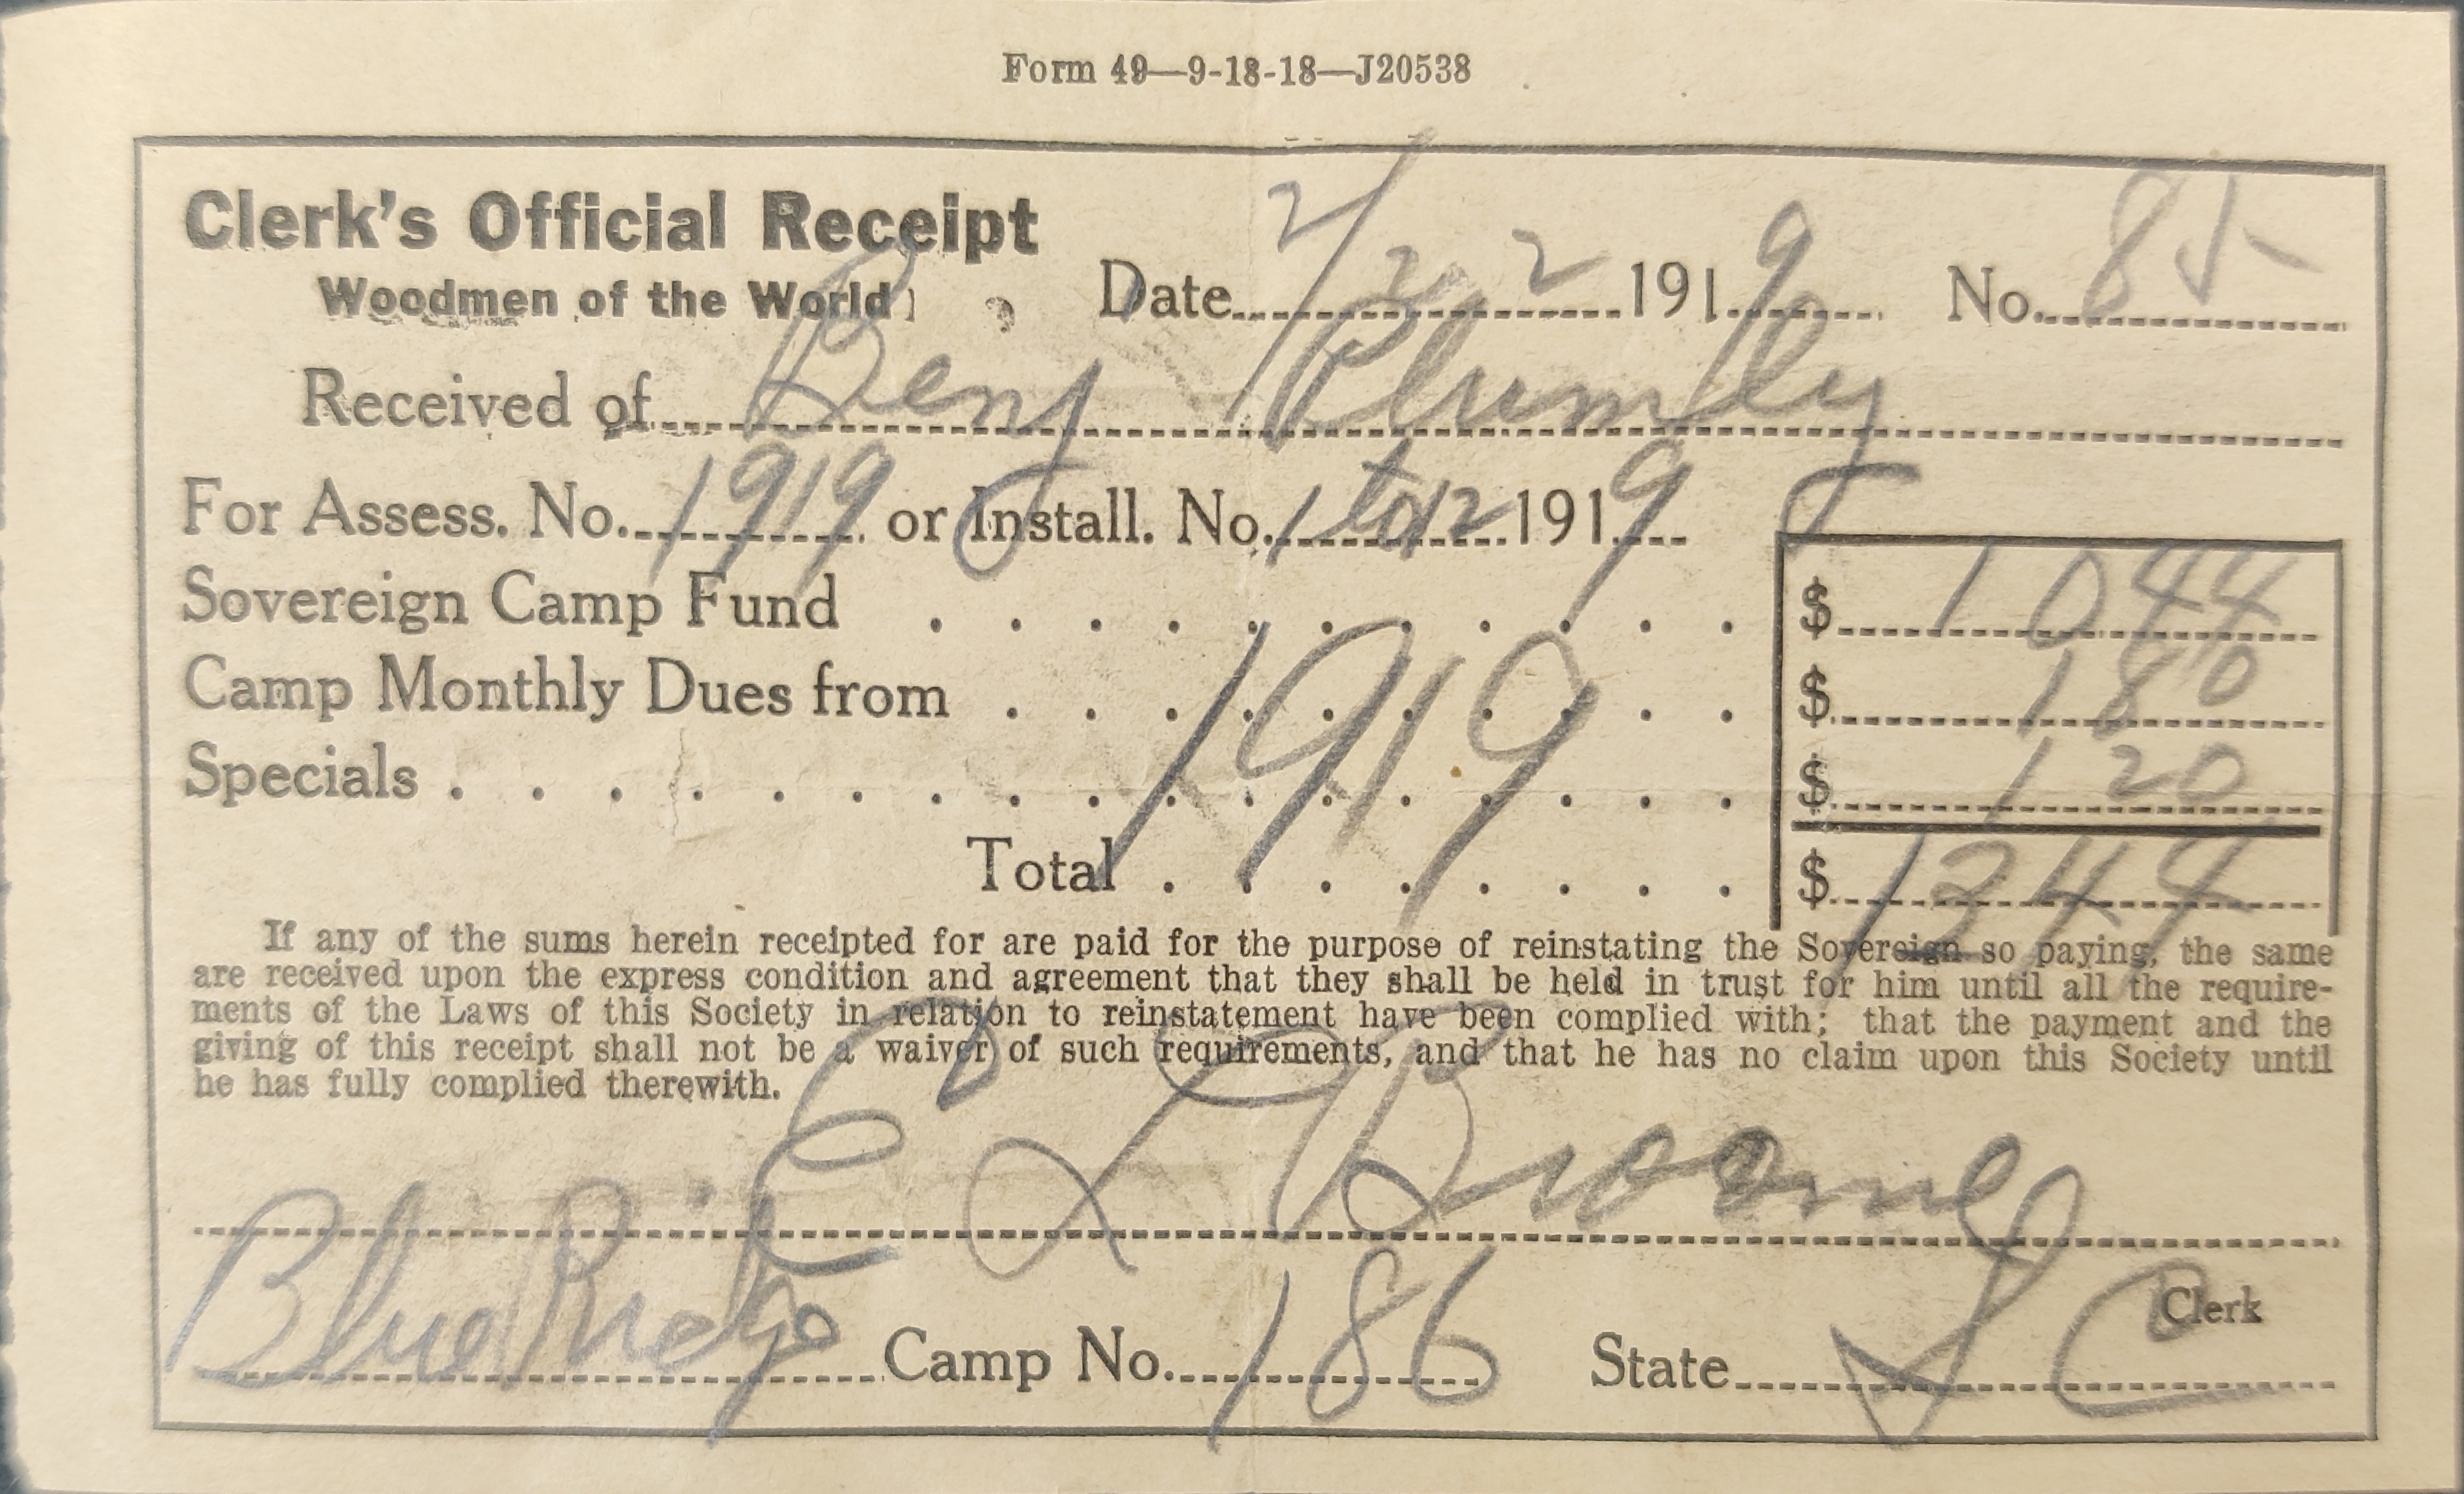 Form 49—9-18-18—J20538
Clerk's Official Receipt
Woodmen of the World
Date 2/22 1919 No. 85
Received of Benj Plumbly
For Assess. No. 1919 or Install. No. 1 to 12 1919
Sovereign Camp Fund . . . . . . . . . . . $ 10 44
Camp Monthly Dues from . . . . . . . . . . $ 1 80
Specials . . . . . . . . . . . . . . . . . $ 1 20
1919
Total . . . . . . . . $ 1344
If any of the sums herein receipted for are paid for the purpose of reinstating the Sovereign so paying, the same
are received upon the express condition and agreement that they shall be held in trust for him until all the require-
ments of the Laws of this Society in relation to reinstatement have been complied with; that the payment and the
giving of this receipt shall not be a waiver of such requirements, and that he has no claim upon this Society until
he has fully complied therewith.
E L Broome
Clerk
Blue Ridge Camp No. 186 State S C